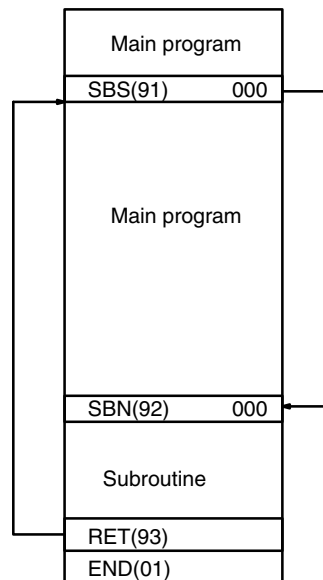 Main program
SBS(91) 000
Main program
SBN(92) 000
Subroutine
RET(93)
END(01)